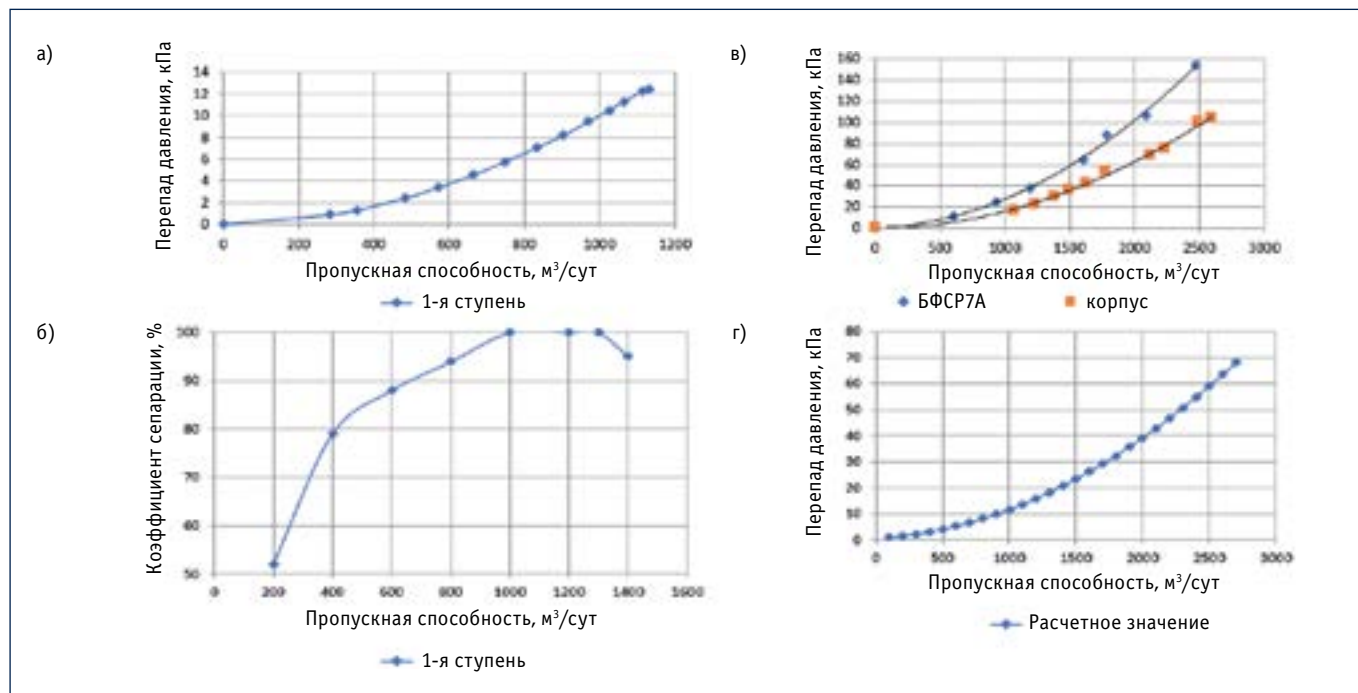 а)
Перепад давления, кПа
14
12
10
8
6
4
2
0
0 200 400 600 800 1000 1200
Пропускная способность, м³/сут
1-я ступень
в)
Перепад давления, кПа
160
140
120
100
80
60
40
20
0
0 500 1000 1500 2000 2500 3000
Пропускная способность, м³/сут
БФСР7А корпус
б)
Коэффициент сепарации, %
100
90
80
70
60
50
0 200 400 600 800 1000 1200 1400 1600
Пропускная способность, м³/сут
1-я ступень
г)
Перепад давления, кПа
80
70
60
50
40
30
20
10
0
0 500 1000 1500 2000 2500 3000
Пропускная способность, м³/сут
Расчетное значение